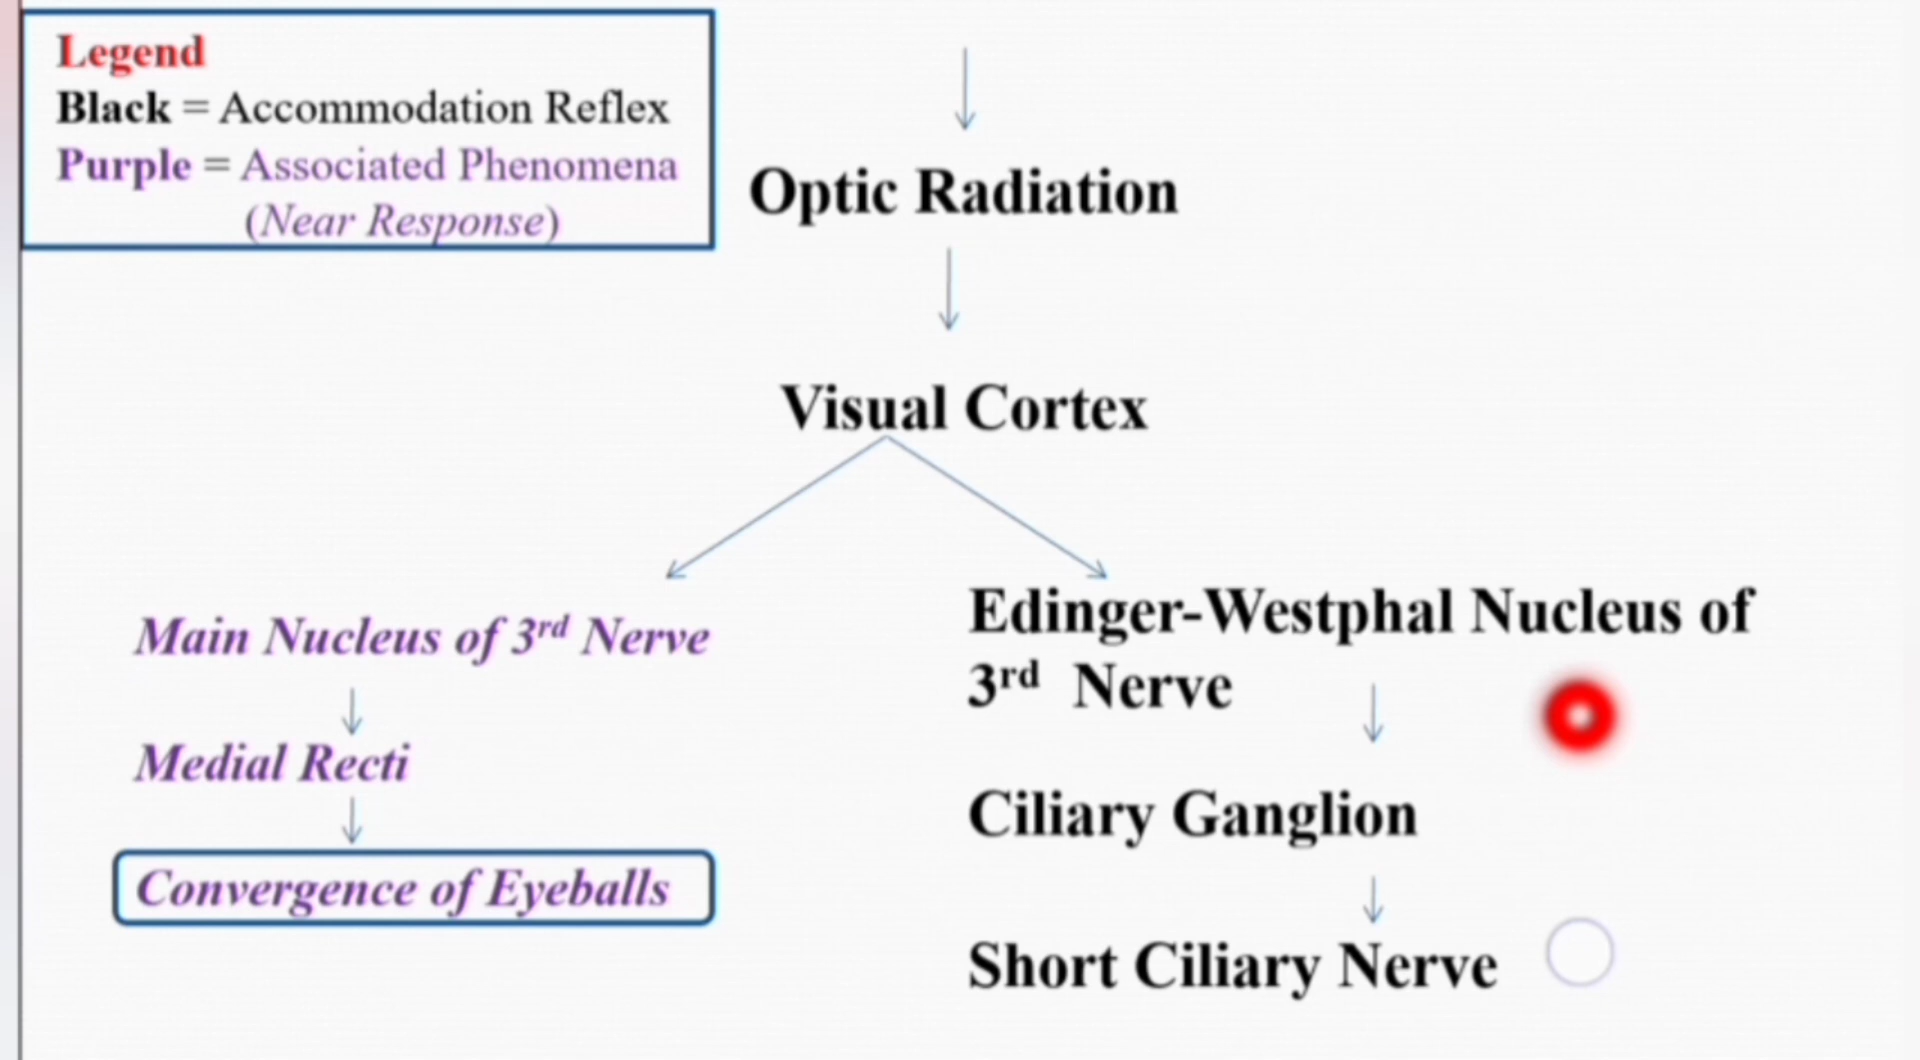 Legend
Black = Accommodation Reflex
Purple = Associated Phenomena
(Near Response)
Optic Radiation
Visual Cortex
Main Nucleus of 3rd Nerve
Medial Recti
Convergence of Eyeballs
Edinger-Westphal Nucleus of
3rd Nerve
Ciliary Ganglion
Short Ciliary Nerve